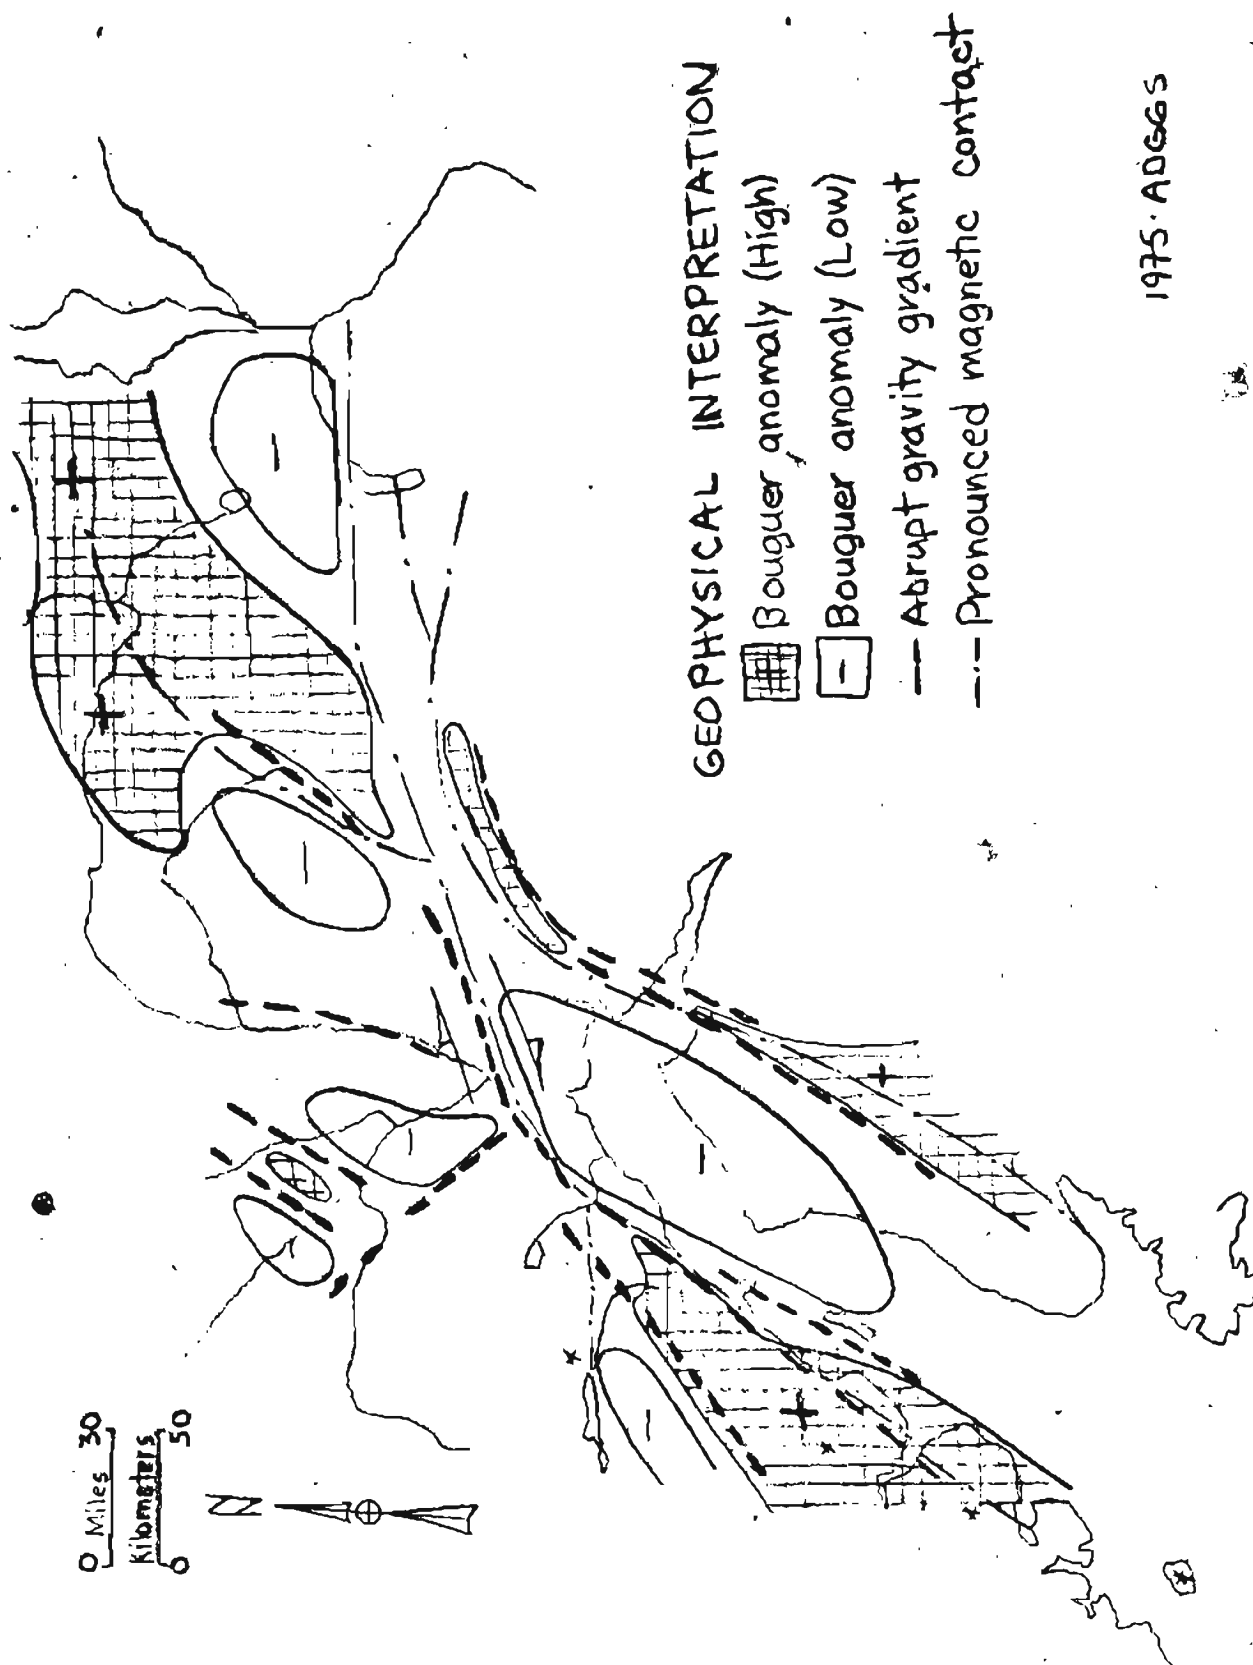 0 Miles 30
Kilometers
0 50
N
GEOPHYSICAL INTERPRETATION
+ Bouguer anomaly (High)
- Bouguer anomaly (Low)
Abrupt gravity gradient
Pronounced magnetic contact
1975. ADGGS